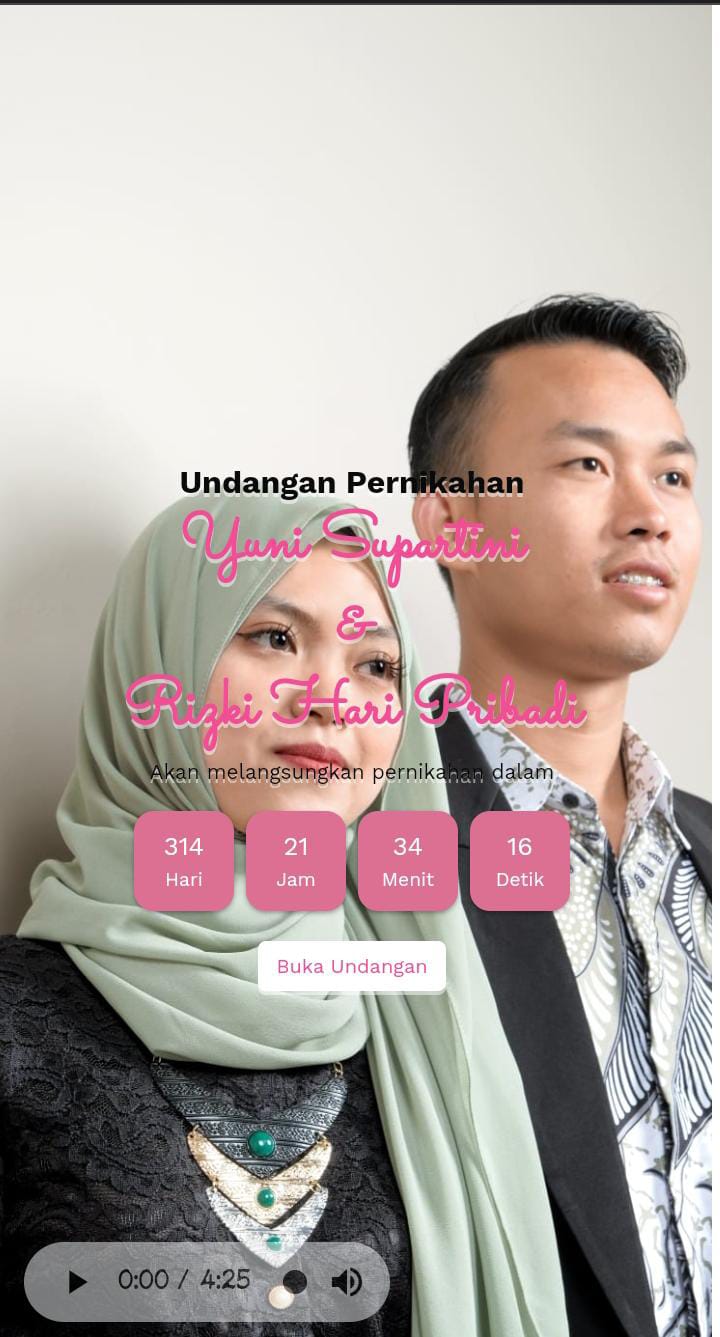 Undangan Pernikahan
Yuni Supartini
&
Rizki Hari Pribadi
Akan melangsungkan pernikahan dalam
314 21 34 16
Hari Jam Menit Detik
Buka Undangan
0:00 / 4:25